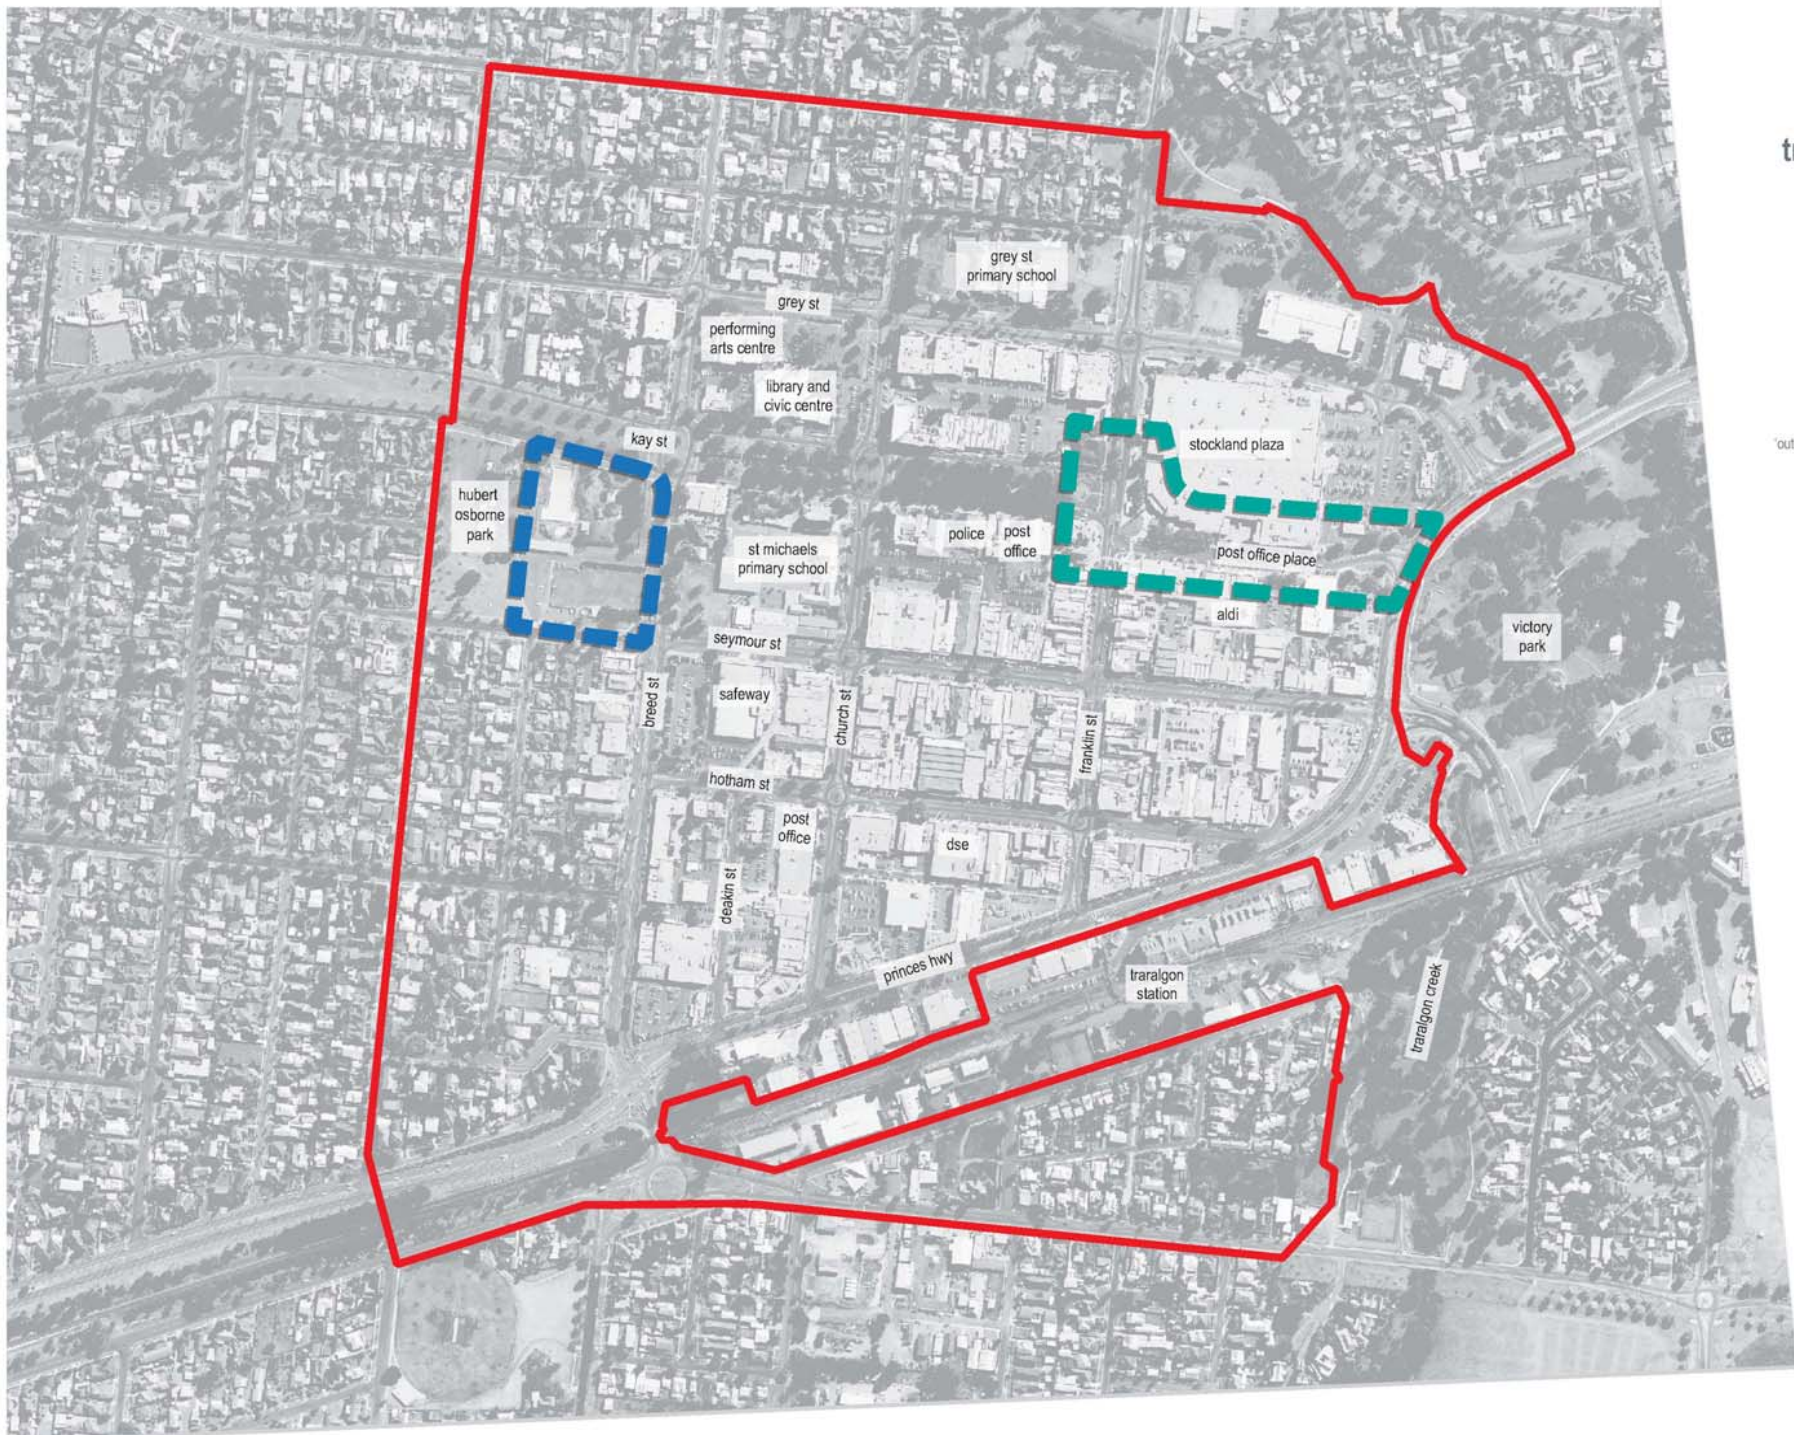 tr
grey st
primary school
grey st
performing
arts centre
library and
civic centre
kay st
stockland plaza
'out
hubert
osborne
park
police
post
office
st michaels
primary school
post office place
aldi
victory
park
seymour st
safeway
breed st
church st
franklin st
hotham st
post
office
dse
deakin st
princes hwy
traralgon
station
traralgon creek